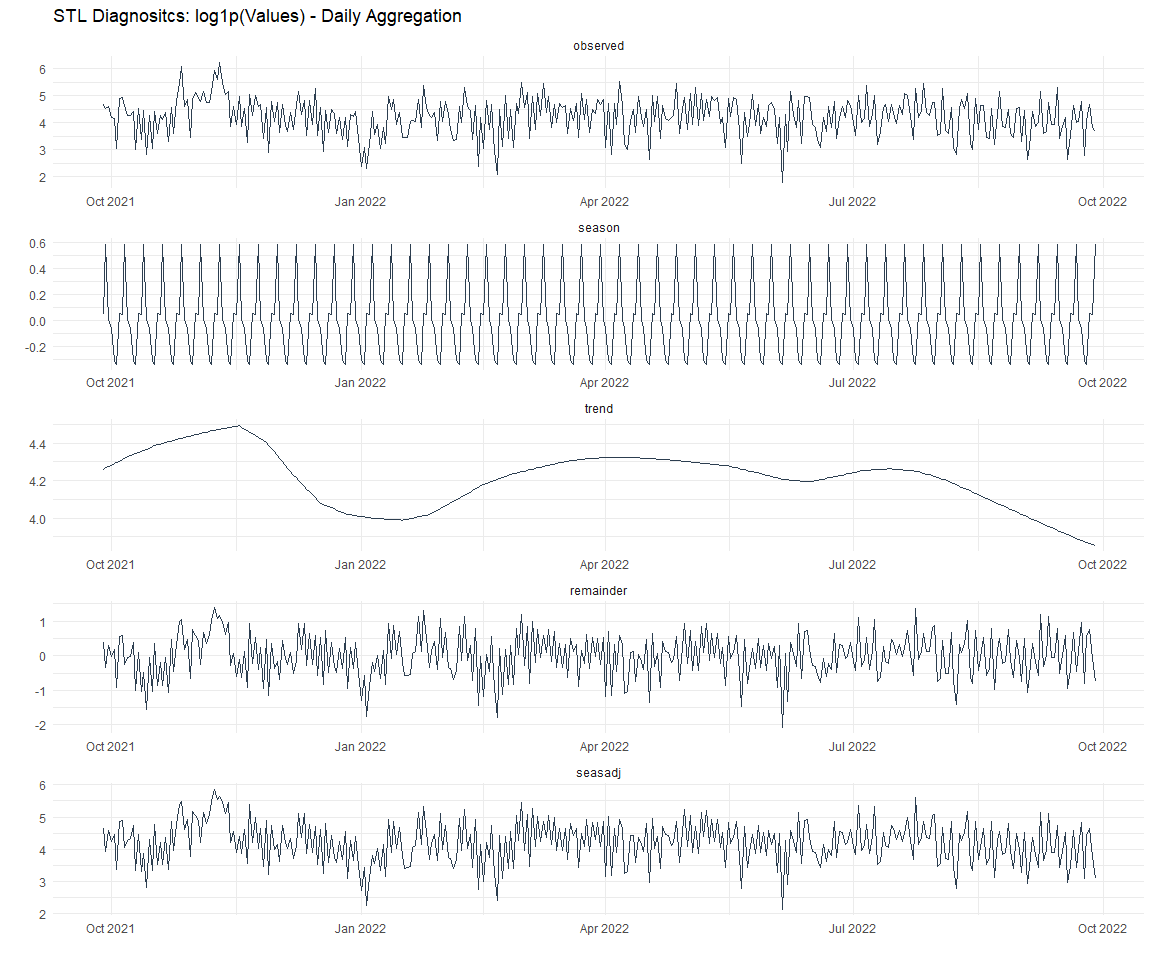 STL Diagnositcs: log1p(Values) - Daily Aggregation
observed
6
5
4
3
2
Oct 2021 Jan 2022 Apr 2022 Jul 2022 Oct 2022
season
0.6
0.4
0.2
0.0
-0.2
Oct 2021 Jan 2022 Apr 2022 Jul 2022 Oct 2022
trend
4.4
4.2
4.0
Oct 2021 Jan 2022 Apr 2022 Jul 2022 Oct 2022
remainder
1
0
-1
-2
Oct 2021 Jan 2022 Apr 2022 Jul 2022 Oct 2022
seasadj
6
5
4
3
2
Oct 2021 Jan 2022 Apr 2022 Jul 2022 Oct 2022